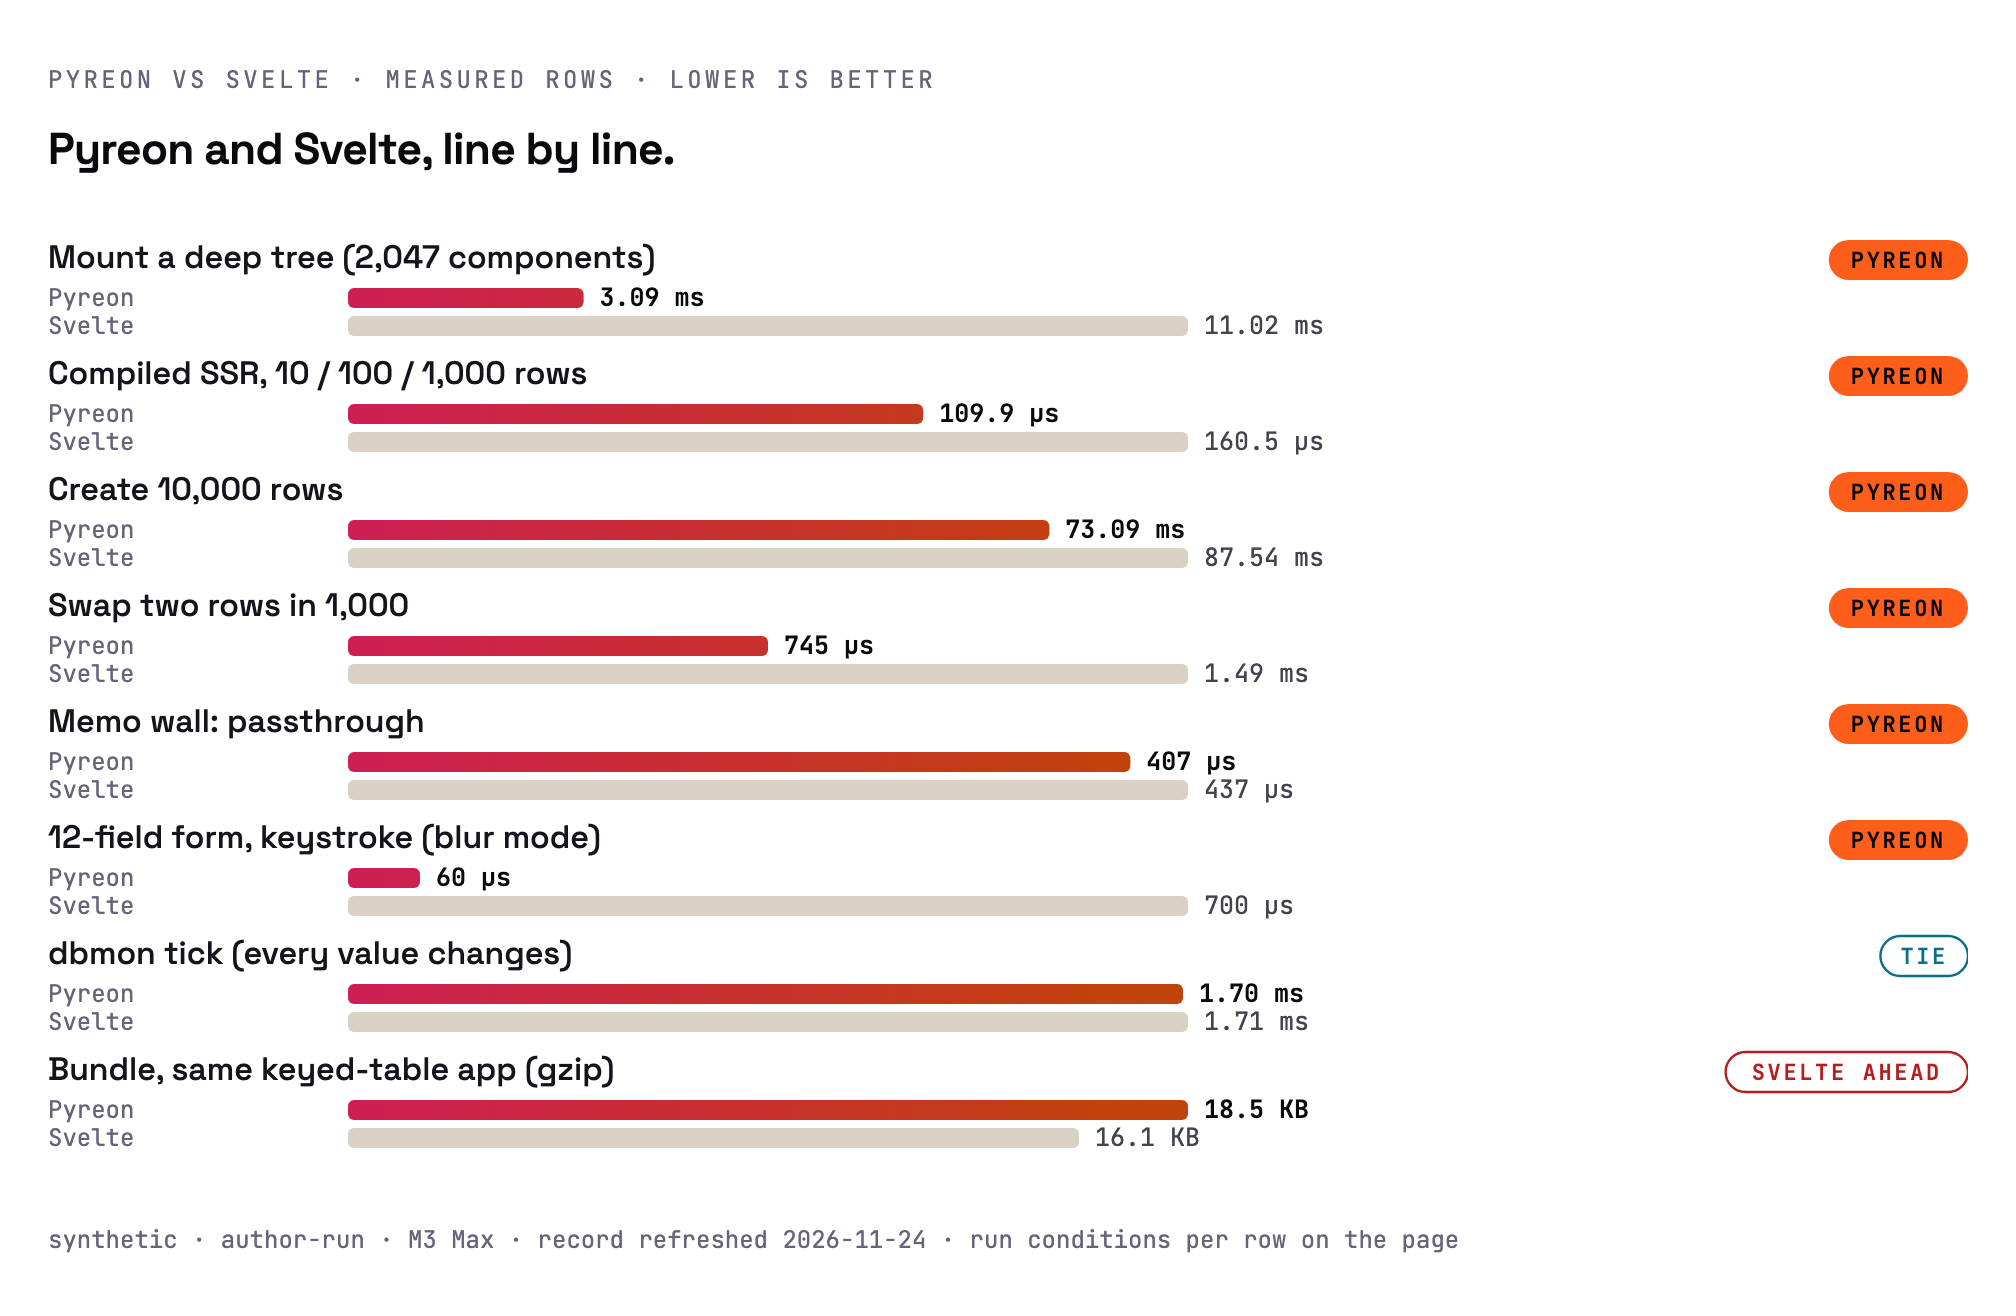 PYREON VS SVELTE · MEASURED ROWS · LOWER IS BETTER
Pyreon and Svelte, line by line.
Mount a deep tree (2,047 components) PYREON
Pyreon 3.09 ms
Svelte 11.02 ms
Compiled SSR, 10 / 100 / 1,000 rows PYREON
Pyreon 109.9 µs
Svelte 160.5 µs
Create 10,000 rows PYREON
Pyreon 73.09 ms
Svelte 87.54 ms
Swap two rows in 1,000 PYREON
Pyreon 745 µs
Svelte 1.49 ms
Memo wall: passthrough PYREON
Pyreon 407 µs
Svelte 437 µs
12-field form, keystroke (blur mode) PYREON
Pyreon 60 µs
Svelte 700 µs
dbmon tick (every value changes) TIE
Pyreon 1.70 ms
Svelte 1.71 ms
Bundle, same keyed-table app (gzip) SVELTE AHEAD
Pyreon 18.5 KB
Svelte 16.1 KB
synthetic · author-run · M3 Max · record refreshed 2026-11-24 · run conditions per row on the page